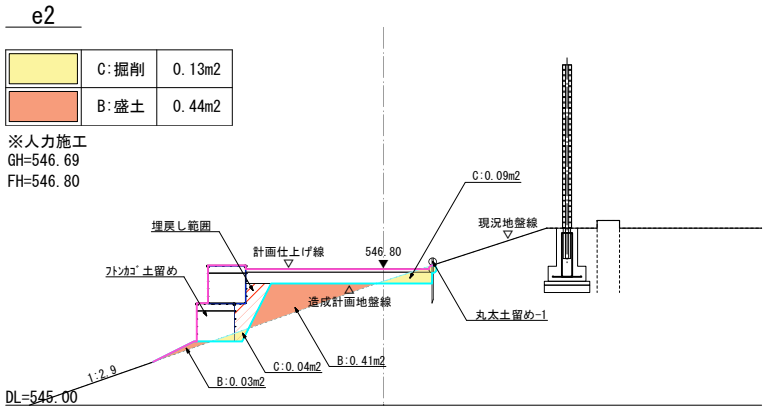 e2
C:掘削 0.13m2
B:盛土 0.44m2
※人力施工
GH=546.69
FH=546.80
C:0.09m2
埋戻し範囲
現況地盤線
計画仕上げ線
546.80
フトンカゴ土留め
造成計画地盤線
丸太土留め-1
B:0.41m2
C:0.04m2
1:2.9
B:0.03m2
DL=545.00